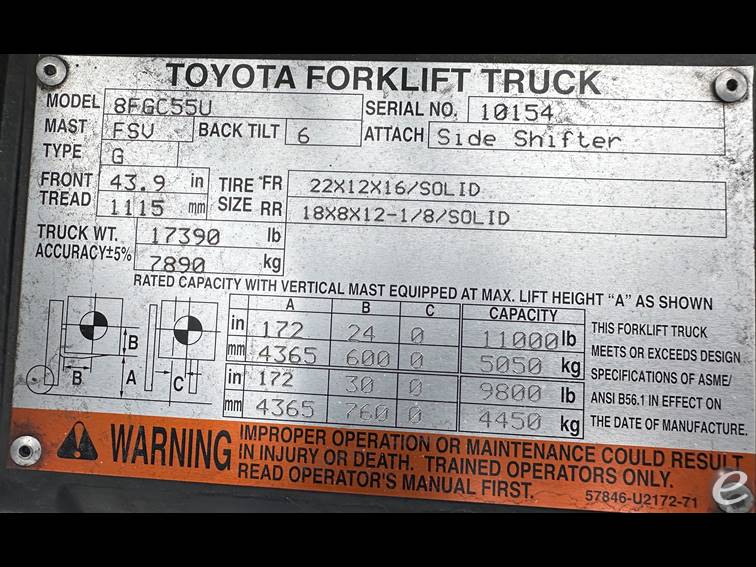 TOYOTA FORKLIFT TRUCK
MODEL 8FGC55U SERIAL NO. 10154
MAST FSV BACK TILT 6 ATTACH Side Shifter
TYPE G
FRONT TREAD 43.9 in TIRE SIZE FR 22X12X16/SOLID
1115 mm RR 18X8X12-1/8/SOLID
TRUCK WT. 17390 lb
ACCURACY±5% 7890 kg
RATED CAPACITY WITH VERTICAL MAST EQUIPPED AT MAX. LIFT HEIGHT "A" AS SHOWN
A B C CAPACITY
in 172 24 0 11000 lb
mm 4365 600 0 5050 kg
in 172 30 0 9800 lb
mm 4365 760 0 4450 kg
B B A C
THIS FORKLIFT TRUCK
MEETS OR EXCEEDS DESIGN
SPECIFICATIONS OF ASME/
ANSI B56.1 IN EFFECT ON
THE DATE OF MANUFACTURE.
WARNING
IMPROPER OPERATION OR MAINTENANCE COULD RESULT
IN INJURY OR DEATH. TRAINED OPERATORS ONLY.
READ OPERATOR'S MANUAL FIRST.
57846-U2172-71
e